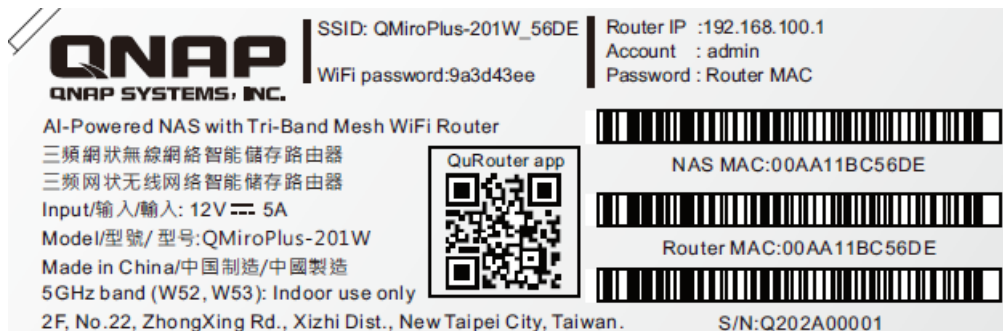 QNAP
QNAP SYSTEMS, INC.
SSID: QMiroPlus-201W_56DE
WiFi password:9a3d43ee
Router IP :192.168.100.1
Account : admin
Password : Router MAC
AI-Powered NAS with Tri-Band Mesh WiFi Router
三頻網狀無線網絡智能儲存路由器
三频网状无线网络智能储存路由器
Input/输入/輸入: 12V 5A
Model/型號/ 型号:QMiroPlus-201W
Made in China/中国制造/中國製造
5GHz band (W52, W53): Indoor use only
2F, No.22, ZhongXing Rd., Xizhi Dist., New Taipei City, Taiwan.
QuRouter app
NAS MAC:00AA11BC56DE
Router MAC:00AA11BC56DE
S/N:Q202A00001